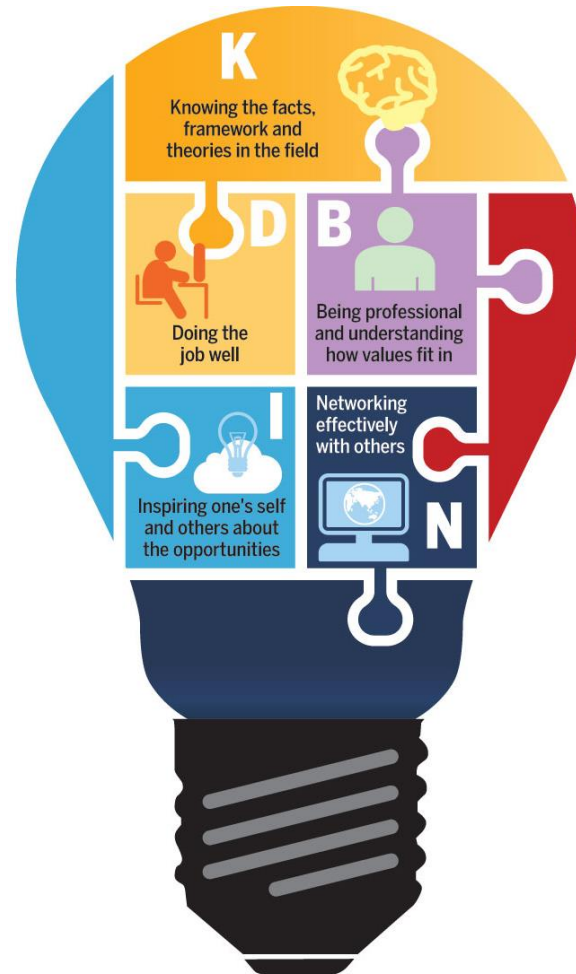 K
Knowing the facts,
framework and
theories in the field
D
Doing the
job well
B
Being professional
and understanding
how values fit in
I
Inspiring one's self
and others about
the opportunities
Networking
effectively
with others
N